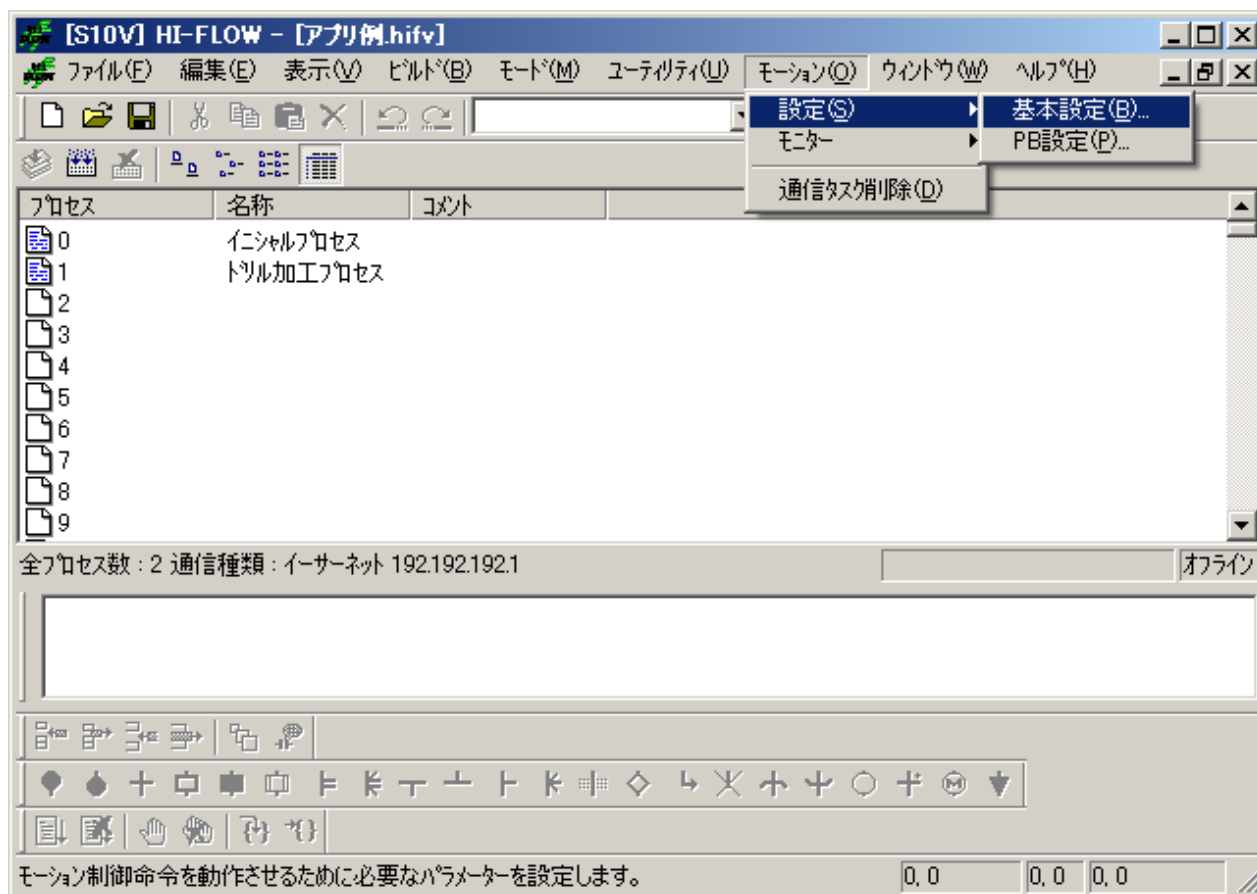 [S10V] HI-FLOW - [アプリ例.hifv]
ファイル(F) 編集(E) 表示(V) ビルド(B) モード(M) ユーティリティ(U) モーション(O) ウィンドウ(W) ヘルプ(H)
設定(S) 基本設定(B)...
モニター PB設定(P)...
通信タスク削除(D)
プロセス 名称 コメント
0 イニシャルプロセス
1 ドリル加工プロセス
2
3
4
5
6
7
8
9
全プロセス数 : 2 通信種類 : イーサーネット 192.192.192.1 オフライン
モーション制御命令を動作させるために必要なパラメーターを設定します。 0, 0 0, 0 0, 0